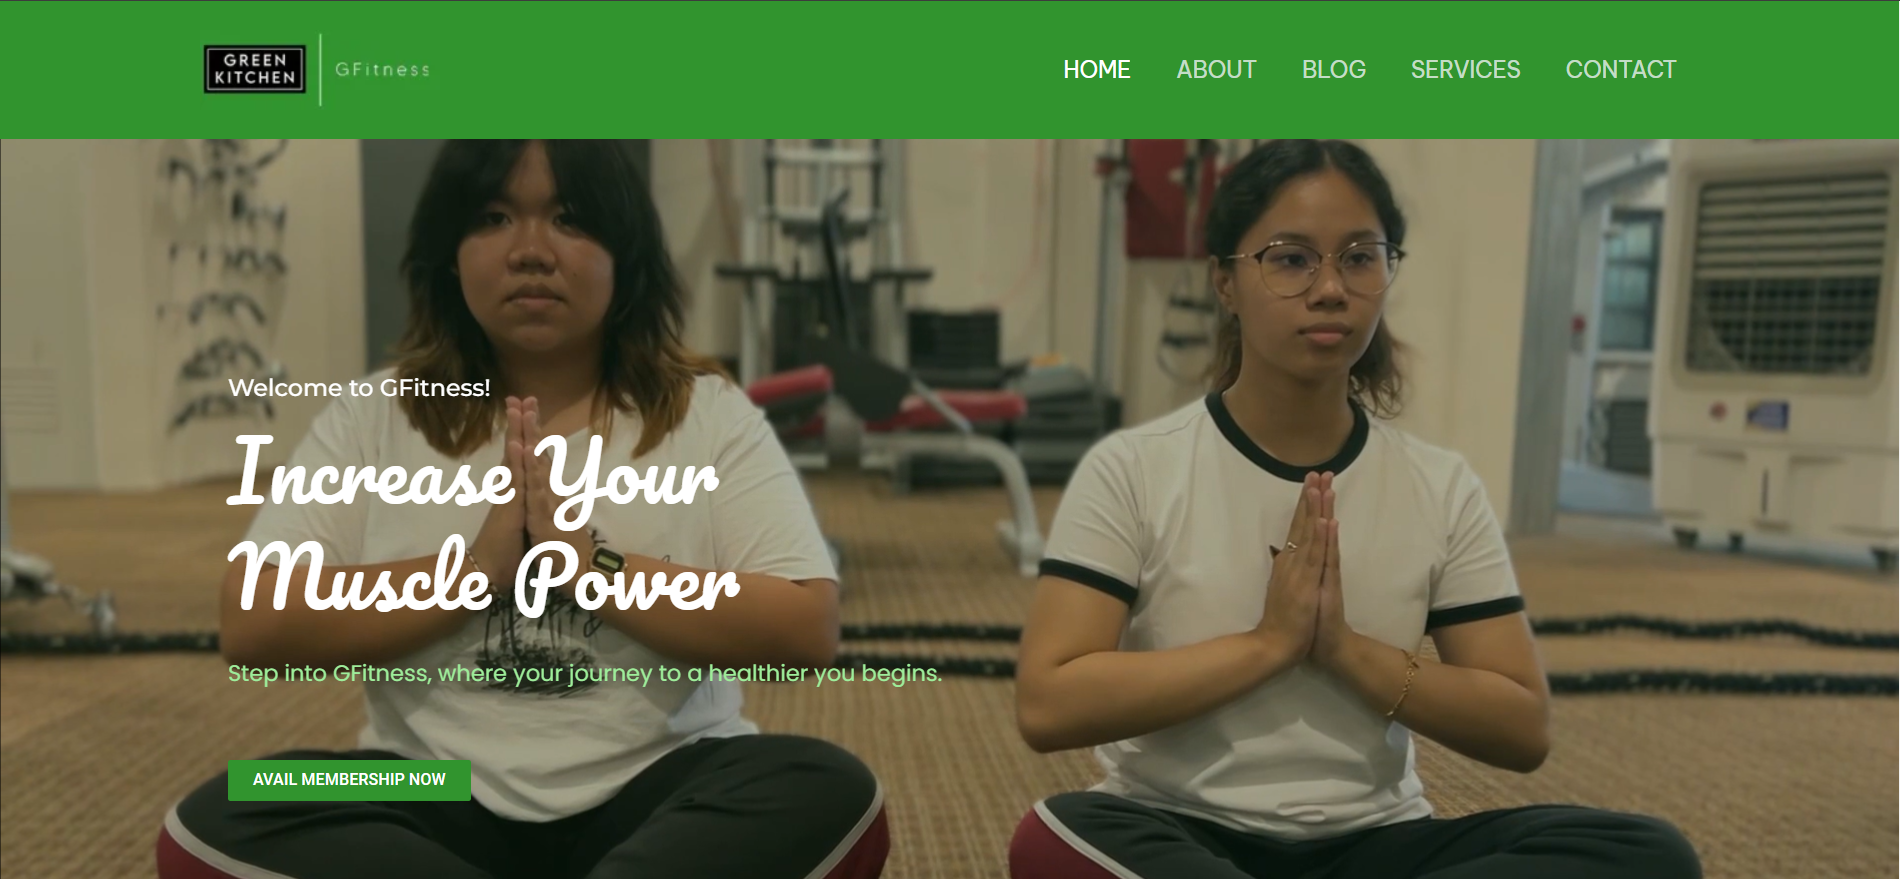 GREEN
KITCHEN
GFitness
HOME ABOUT BLOG SERVICES CONTACT
Welcome to GFitness!
Increase Your
Muscle Power
Step into GFitness, where your journey to a healthier you begins.
AVAIL MEMBERSHIP NOW